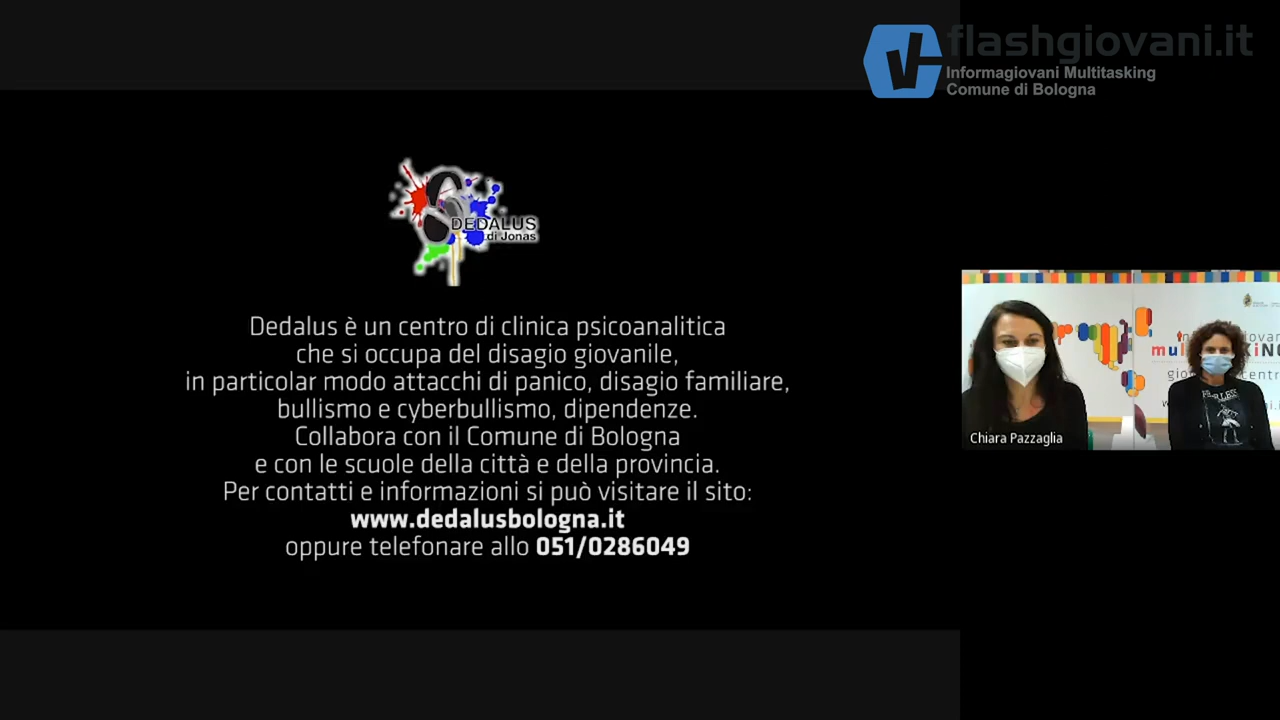 flashgiovani.it
Informagiovani Multitasking
Comune di Bologna
DEDALUS
di Jonas
Dedalus è un centro di clinica psicoanalitica
che si occupa del disagio giovanile,
in particolar modo attacchi di panico, disagio familiare,
bullismo e cyberbullismo, dipendenze.
Collabora con il Comune di Bologna
e con le scuole della città e della provincia.
Per contatti e informazioni si può visitare il sito:
www.dedalusbologna.it
oppure telefonare allo 051/0286049
Chiara Pazzaglia